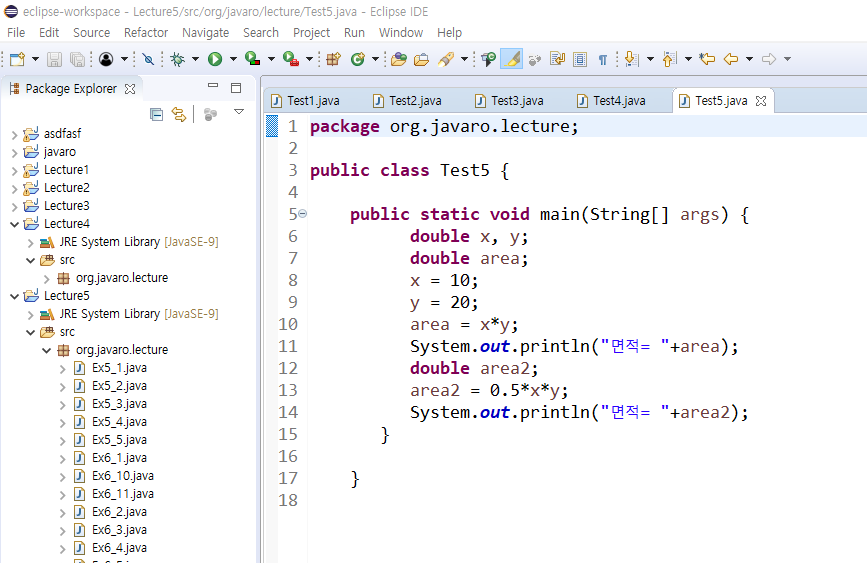 eclipse-workspace - Lecture5/src/org/javaro/lecture/Test5.java - Eclipse IDE
File Edit Source Refactor Navigate Search Project Run Window Help
Package Explorer
asdfasf
javaro
Lecture1
Lecture2
Lecture3
Lecture4
JRE System Library [JavaSE-9]
src
org.javaro.lecture
Lecture5
JRE System Library [JavaSE-9]
src
org.javaro.lecture
Ex5_1.java
Ex5_2.java
Ex5_3.java
Ex5_4.java
Ex5_5.java
Ex6_1.java
Ex6_10.java
Ex6_11.java
Ex6_2.java
Ex6_3.java
Ex6_4.java
Test1.java Test2.java Test3.java Test4.java Test5.java
1 package org.javaro.lecture;
2
3 public class Test5 {
4
5 public static void main(String[] args) {
6 double x, y;
7 double area;
8 x = 10;
9 y = 20;
10 area = x*y;
11 System.out.println("면적= "+area);
12 double area2;
13 area2 = 0.5*x*y;
14 System.out.println("면적= "+area2);
15 }
16
17 }
18